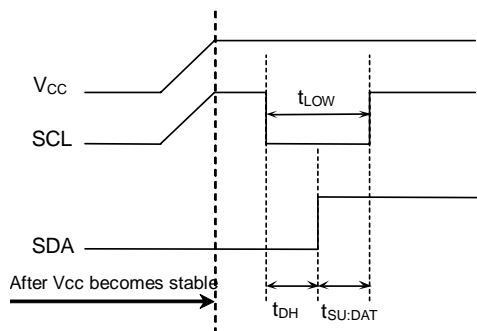 VCC
tLOW
SCL
SDA
After Vcc becomes stable
tDH
tSU:DAT